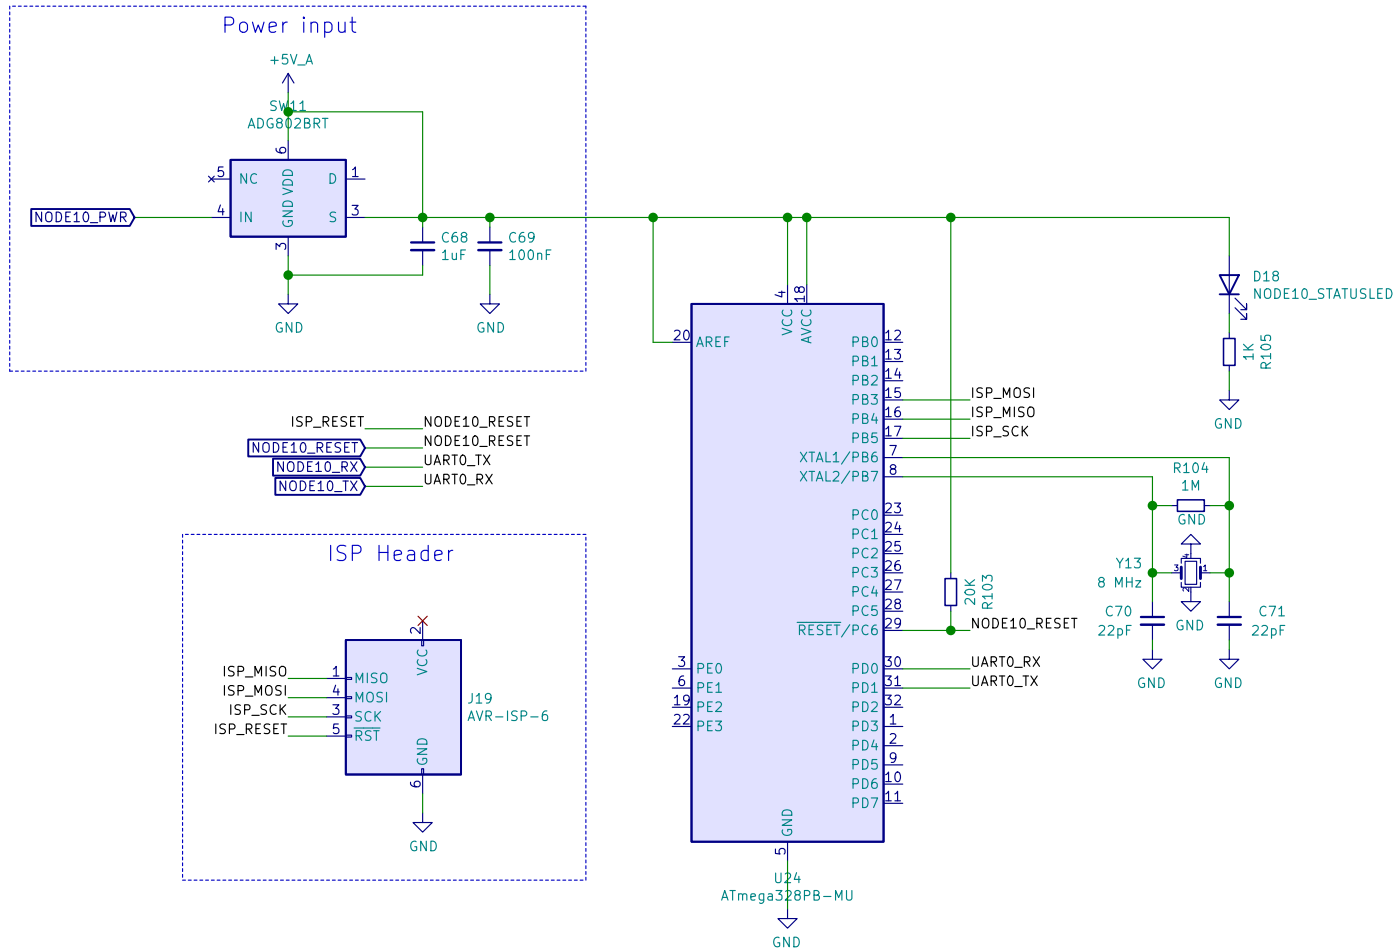 Power input
+5V_A
SW11
ADG802BRT
6
5
NC
VDD
GND
D
1
NODE10_PWR
4
IN
S
3
3
C68
1uF
C69
100nF
GND
GND
ISP_RESET
NODE10_RESET
NODE10_RESET
NODE10_RESET
NODE10_RX
UART0_TX
NODE10_TX
UART0_RX
ISP Header
2
VCC
ISP_MISO
1
MISO
ISP_MOSI
4
MOSI
ISP_SCK
3
SCK
ISP_RESET
5
RST
J19
AVR-ISP-6
GND
6
GND
4
18
VCC
AVCC
20
AREF
PB0
12
PB1
13
PB2
14
PB3
15
ISP_MOSI
PB4
16
ISP_MISO
PB5
17
ISP_SCK
XTAL1/PB6
7
XTAL2/PB7
8
PC0
23
PC1
24
PC2
25
PC3
26
PC4
27
PC5
28
RESET/PC6
29
NODE10_RESET
20K
R103
3
PE0
6
PE1
19
PE2
22
PE3
PD0
30
UART0_RX
PD1
31
UART0_TX
PD2
32
PD3
1
PD4
2
PD5
9
PD6
10
PD7
11
GND
5
U24
ATmega328PB-MU
GND
D18
NODE10_STATUSLED
1K
R105
GND
R104
1M
GND
4
Y13
8 MHz
3
1
2
GND
C70
22pF
C71
22pF
GND
GND